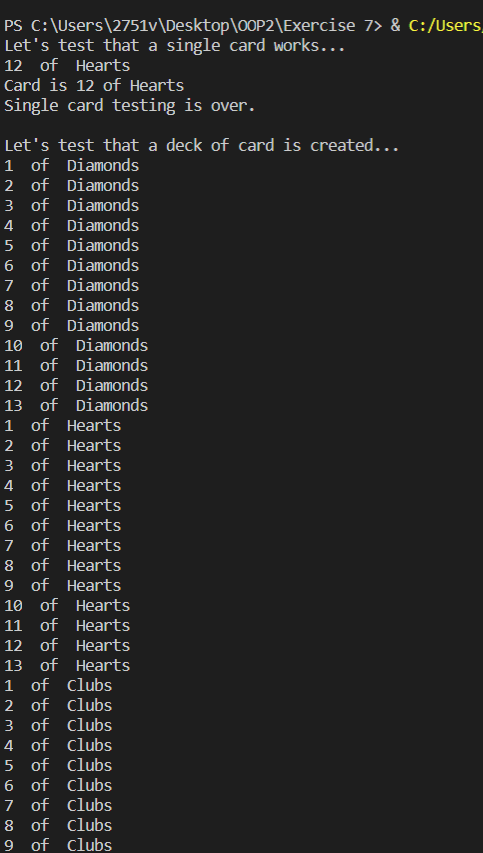 PS C:\Users\2751v\Desktop\OOP2\Exercise 7> & C:/Users/
Let's test that a single card works...
12  of  Hearts
Card is 12 of Hearts
Single card testing is over.

Let's test that a deck of card is created...
1  of  Diamonds
2  of  Diamonds
3  of  Diamonds
4  of  Diamonds
5  of  Diamonds
6  of  Diamonds
7  of  Diamonds
8  of  Diamonds
9  of  Diamonds
10  of  Diamonds
11  of  Diamonds
12  of  Diamonds
13  of  Diamonds
1  of  Hearts
2  of  Hearts
3  of  Hearts
4  of  Hearts
5  of  Hearts
6  of  Hearts
7  of  Hearts
8  of  Hearts
9  of  Hearts
10  of  Hearts
11  of  Hearts
12  of  Hearts
13  of  Hearts
1  of  Clubs
2  of  Clubs
3  of  Clubs
4  of  Clubs
5  of  Clubs
6  of  Clubs
7  of  Clubs
8  of  Clubs
9  of  Clubs